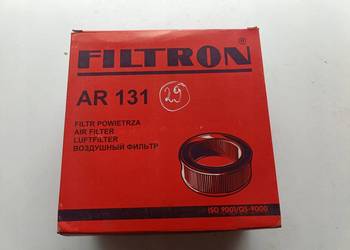 FILTRON®
AR 131
29
FILTR POWIETRZA
AIR FILTER
LUFTFILTER
ВОЗДУШНЫЙ ФИЛЬТР
ISO 9001/QS-9000